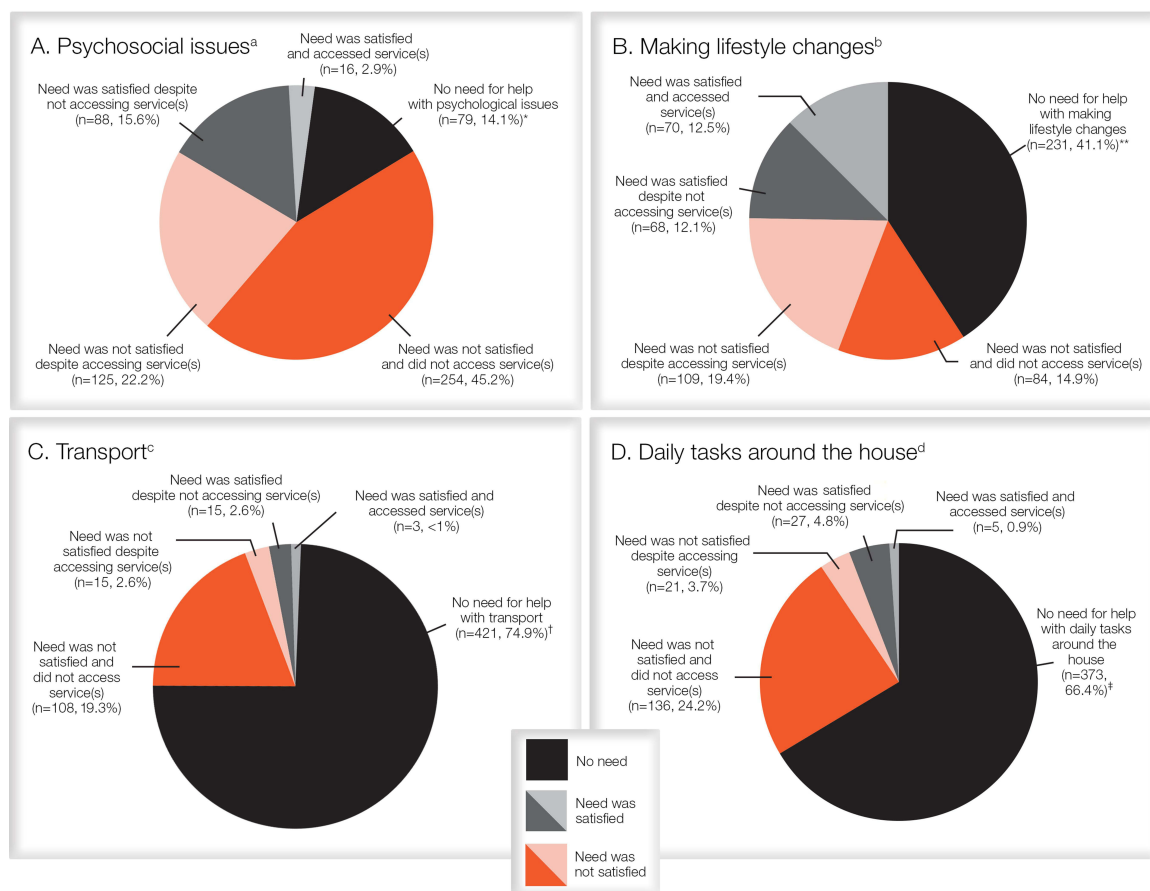 A. Psychosocial issuesᵃ
Need was satisfied
and accessed service(s)
(n=16, 2.9%)
Need was satisfied despite
not accessing service(s)
(n=88, 15.6%)
No need for help
with psychological issues
(n=79, 14.1%)*
Need was not satisfied
despite accessing service(s)
(n=125, 22.2%)
Need was not satisfied
and did not access service(s)
(n=254, 45.2%)
B. Making lifestyle changesᵇ
Need was satisfied
and accessed
service(s)
(n=70, 12.5%)
No need for help
with making
lifestyle changes
(n=231, 41.1%)**
Need was satisfied
despite not
accessing service(s)
(n=68, 12.1%)
Need was not satisfied
despite accessing service(s)
(n=109, 19.4%)
Need was not satisfied
and did not access service(s)
(n=84, 14.9%)
C. Transportᶜ
Need was satisfied
despite not accessing service(s)
(n=15, 2.6%)
Need was satisfied and
accessed service(s)
(n=3, <1%)
Need was not
satisfied despite
accessing service(s)
(n=15, 2.6%)
No need for help
with transport
(n=421, 74.9%)†
Need was not
satisfied and
did not access
service(s)
(n=108, 19.3%)
D. Daily tasks around the houseᵈ
Need was satisfied
despite not accessing service(s)
(n=27, 4.8%)
Need was satisfied and
accessed service(s)
(n=5, 0.9%)
Need was not satisfied
despite accessing
service(s)
(n=21, 3.7%)
No need for help
with daily tasks
around the
house
(n=373,
66.4%)‡
Need was not
satisfied and
did not access
service(s)
(n=136, 24.2%)
No need
Need was
satisfied
Need was
not satisfied